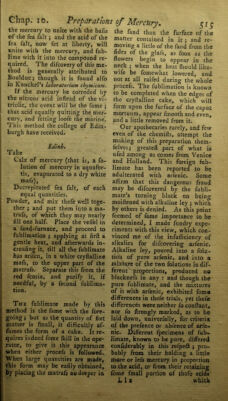 Chap. 10. Preparations of Mercury. 515
the mercury to unite with the basis
of the sea salt; and the acid of the
sea salt, now set at liberty, will
unite with the mercury, and sub-
lime with it into the compound re-
quired. The discovery of this me-
thod is generally attributed to
Boulduc; though it is found also
in Kunckel's laboratorium chymicum.
If the mercury be corroded by
the nitrous acid instead of the vi-
triolic, the event will be the same;
that acid equally quitting the mer-
cury, and setting loose the marine.
This method the college of Edin-
burgh have received.
Edinb.
Take
Calx of mercury (that is, a so-
lution of mercury in aquafor-
tis, evaporated to a dry white
mass),
Decrepitated sea salt, of each
equal quantities.
Powder, and mix these well toge-
ther; and put them into a ma-
trass, of which they may nearly
fill one half. Place the vessel in
a sand-furnace, and proceed to
sublimation; applying at first a
gentle heat, and afterwards in-
creasing it, till all the sublimate
has arisen, in a white crystalline
mass, to the upper part of the
matrass. Separate this from the
red scoria, and purify it, if
needful, by a second sublima-
tion.
The sublimate made by this
method is the same with the fore-
going; but as the quantity of fixt
matter is small, it difficultly as-
sumes the form of a cake. It re-
quires indeed some skill in the ope-
rator, to give it this appearance
when either process is followed.
When large quantities are made,
this form may be easily obtained,
by placing the matrass no deeper in
the sand than the surface of the
matter contained in it; and re-
moving a little of the sand from the
sides of the glass, as soon as the
flowers begin to appear in the
neck; when the heat should like-
wise be somewhat lowered, and
not at all raised during the whole
process. The sublimation is known
to be completed when the edges of
the crystalline cake, which will
form upon the surface of the caput
mortuum, appear smooth and even,
and a little removed from it.
Our apothecaries rarely, and few
even of the chemists, attempt the
making of this preparation them-
selves; greatest part of what is
used among us comes from Venice
and Holland. This foreign sub-
limate has been reported to be
adulterated with arsenic. Some
affirm that this dangerous fraud
may be discovered by the subli-
mate's turning black on being
moistened with alkaline ley; which
by others is denied. As this point
seemed of some importance to be
determined, I made sundry expe-
riments with this view, which con-
vinced me of the insufficiency of
alkalies for discovering arsenic.
Alkaline ley, poured into a solu-
tion of pure arsenic, and into a
mixture of the two solutions in dif-
ferent proportions, produced no
blackness in any: and though the
pure sublimate, and the mixtures
of it with arsenic, exhibited some
differences in these trials, yet these
differences were neither so constant,
nor so strongly marked, as to be
laid down, universally, for criteria
of the presence or absence of arse-
nic. Different specimens of sub-
limate, known to be pure, differed
considerably in this respect; pro-
bably from their holding a little
more or less mercury in proportion
to the acid, or from their retaining
some small portion of those acids
L l 2 which